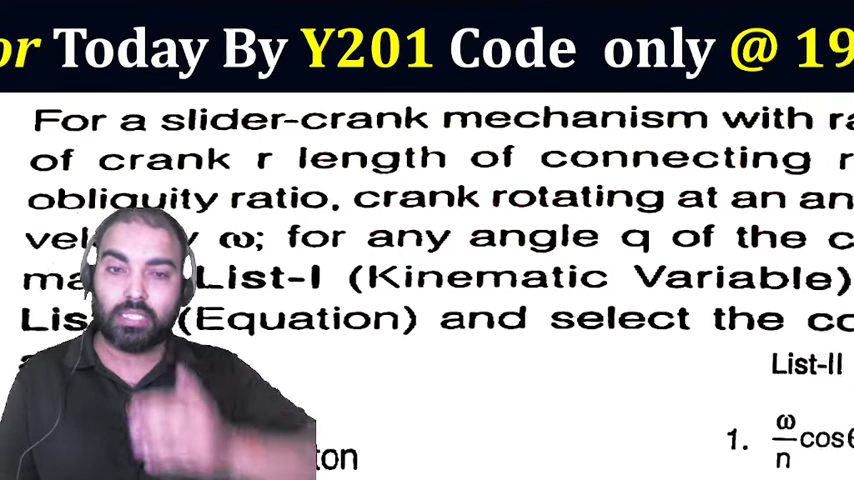 or Today By Y201 Code only @ 19
For a slider-crank mechanism with ra
of crank r length of connecting r
obliquity ratio, crank rotating at an an
ω; for any angle q of the c
List-I (Kinematic Variable)
(Equation) and select the co
List-II
1. ω/n cosθ
ton